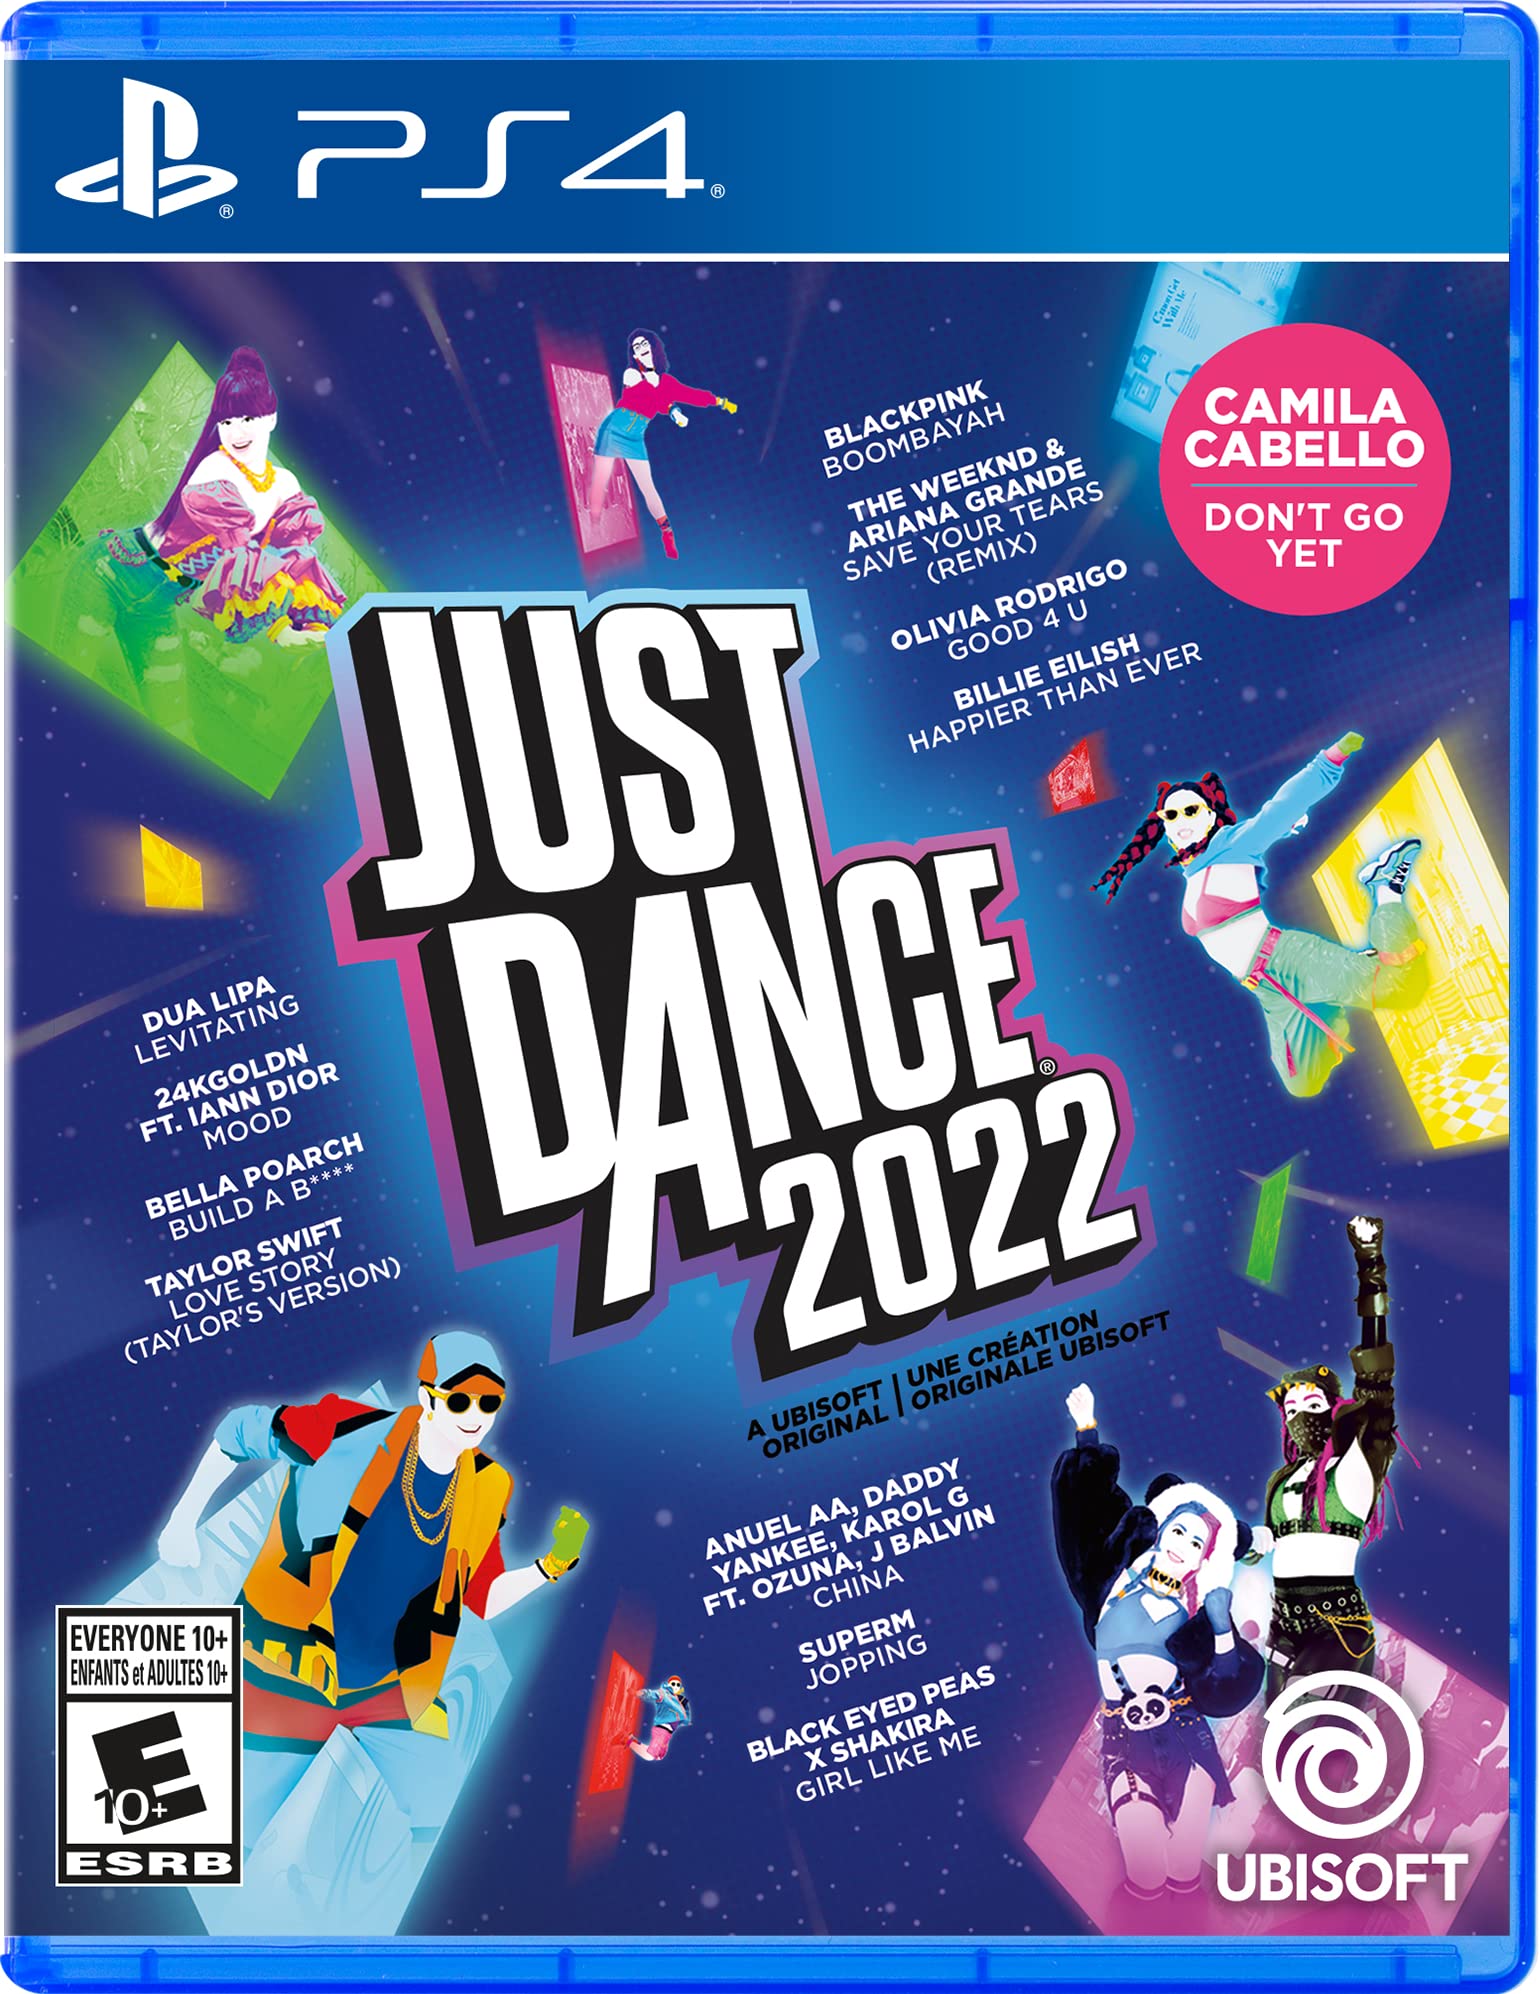 PS4®
CAMILA
CABELLO
DON'T GO
YET
BLACKPINK
BOOMBAYAH
THE WEEKND &
ARIANA GRANDE
SAVE YOUR TEARS
(REMIX)
OLIVIA RODRIGO
GOOD 4 U
BILLIE EILISH
HAPPIER THAN EVER
JUST
DANCE®
2022
A UBISOFT
ORIGINAL
UNE CRÉATION
ORIGINALE UBISOFT
DUA LIPA
LEVITATING
24KGOLDN
FT. IANN DIOR
MOOD
BELLA POARCH
BUILD A B****
TAYLOR SWIFT
LOVE STORY
(TAYLOR'S VERSION)
ANUEL AA, DADDY
YANKEE, KAROL G
FT. OZUNA, J BALVIN
CHINA
SUPERM
JOPPING
BLACK EYED PEAS
X SHAKIRA
GIRL LIKE ME
EVERYONE 10+
ENFANTS et ADULTES 10+
E
10+
ESRB
UBISOFT